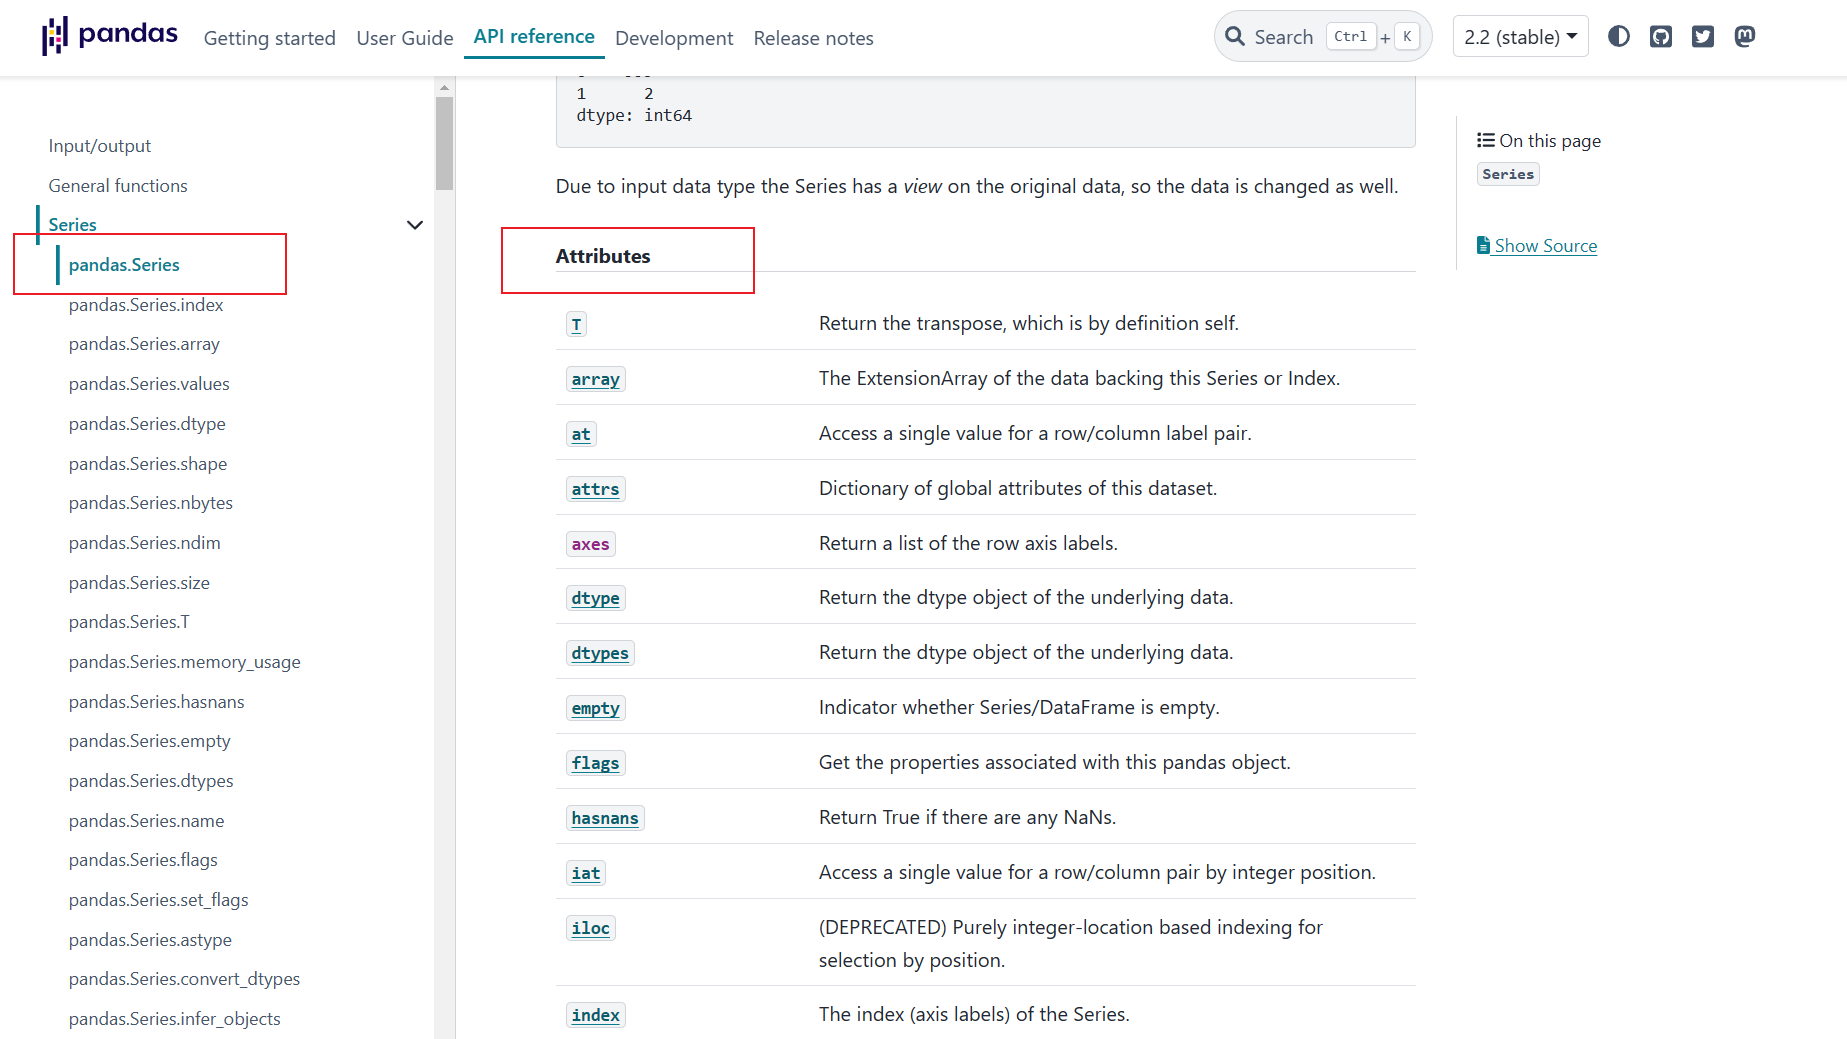 pandas
Getting started
User Guide
API reference
Development
Release notes
Search Ctrl + K
2.2 (stable)
Input/output
General functions
Series
pandas.Series
pandas.Series.index
pandas.Series.array
pandas.Series.values
pandas.Series.dtype
pandas.Series.shape
pandas.Series.nbytes
pandas.Series.ndim
pandas.Series.size
pandas.Series.T
pandas.Series.memory_usage
pandas.Series.hasnans
pandas.Series.empty
pandas.Series.dtypes
pandas.Series.name
pandas.Series.flags
pandas.Series.set_flags
pandas.Series.astype
pandas.Series.convert_dtypes
pandas.Series.infer_objects
1 2
dtype: int64
Due to input data type the Series has a view on the original data, so the data is changed as well.
Attributes
T Return the transpose, which is by definition self.
array The ExtensionArray of the data backing this Series or Index.
at Access a single value for a row/column label pair.
attrs Dictionary of global attributes of this dataset.
axes Return a list of the row axis labels.
dtype Return the dtype object of the underlying data.
dtypes Return the dtype object of the underlying data.
empty Indicator whether Series/DataFrame is empty.
flags Get the properties associated with this pandas object.
hasnans Return True if there are any NaNs.
iat Access a single value for a row/column pair by integer position.
iloc (DEPRECATED) Purely integer-location based indexing for
selection by position.
index The index (axis labels) of the Series.
On this page
Series
Show Source